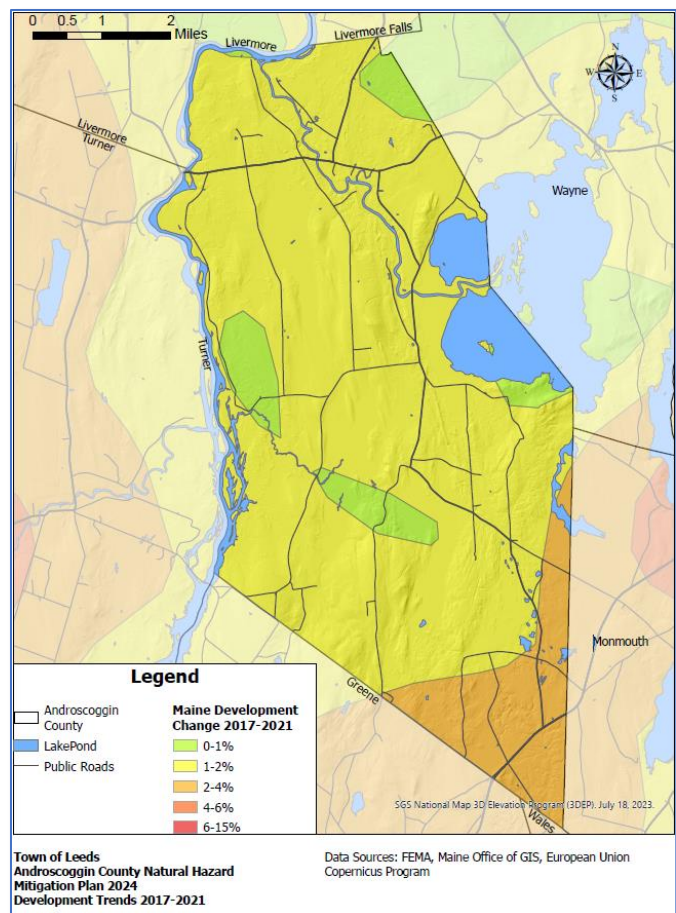 0 0.5 1 2
Miles
Livermore
Livermore Falls
N
W E
S
Livermore
Turner
Wayne
Turner
Monmouth
Greene
Wales
SGS National Map 3D Elevation Program (3DEP). July 18, 2023.
Legend
Androscoggin
County
LakePond
Public Roads
Maine Development
Change 2017-2021
0-1%
1-2%
2-4%
4-6%
6-15%
Town of Leeds
Androscoggin County Natural Hazard
Mitigation Plan 2024
Development Trends 2017-2021
Data Sources: FEMA, Maine Office of GIS, European Union
Copernicus Program